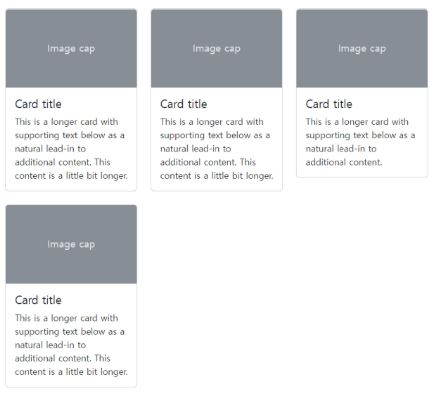 Image cap
Card title
This is a longer card with
supporting text below as a
natural lead-in to
additional content. This
content is a little bit longer.
Image cap
Card title
This is a longer card with
supporting text below as a
natural lead-in to
additional content. This
content is a little bit longer.
Image cap
Card title
This is a longer card with
supporting text below as a
natural lead-in to
additional content.
Image cap
Card title
This is a longer card with
supporting text below as a
natural lead-in to
additional content. This
content is a little bit longer.